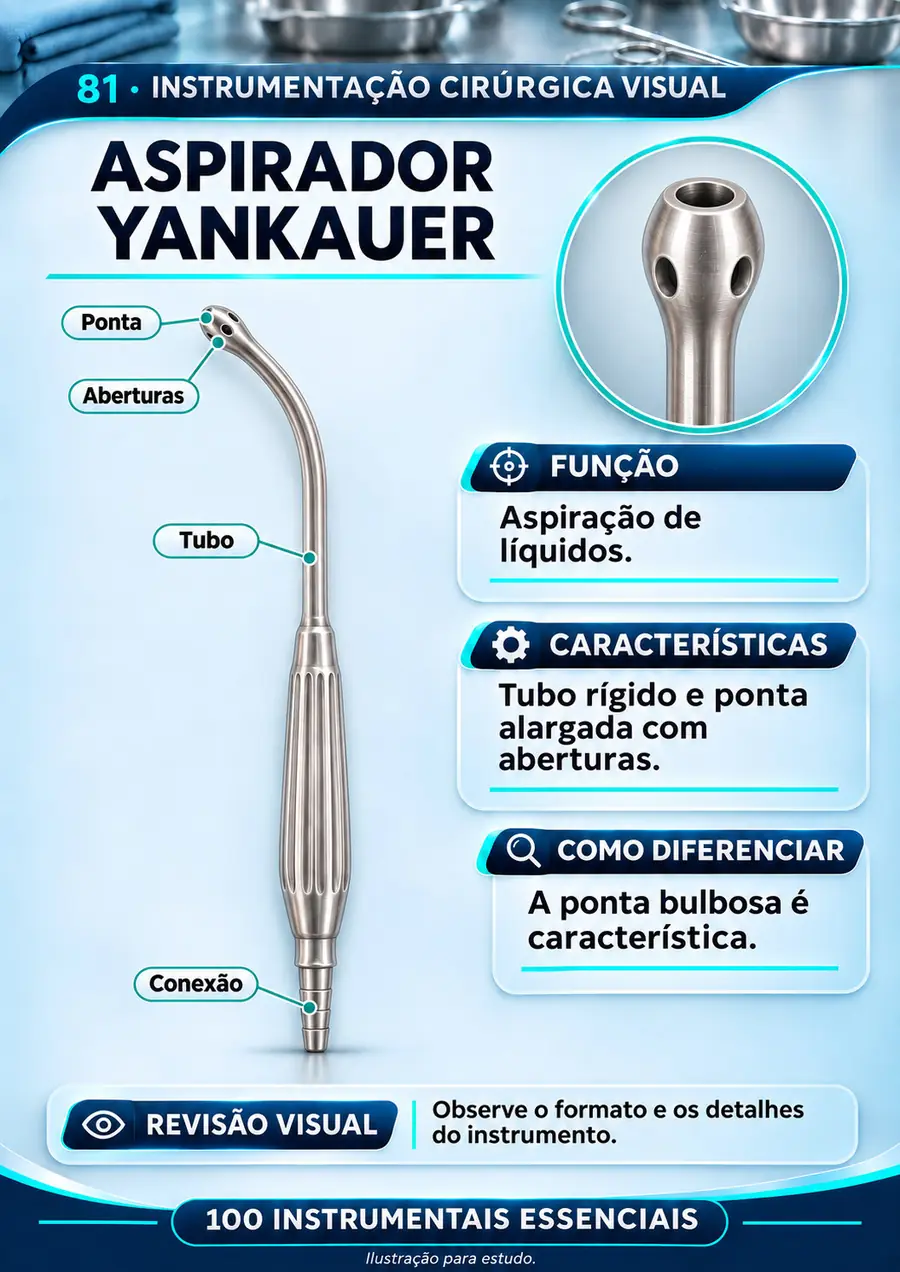 81 • INSTRUMENTAÇÃO CIRÚRGICA VISUAL
ASPIRADOR
YANKAUER
Ponta
Aberturas
Tubo
Conexão
FUNÇÃO
Aspiração de
líquidos.
CARACTERÍSTICAS
Tubo rígido e ponta
alargada com
aberturas.
COMO DIFERENCIAR
A ponta bulbosa é
característica.
REVISÃO VISUAL
Observe o formato e os detalhes
do instrumento.
100 INSTRUMENTAIS ESSENCIAIS
Ilustração para estudo.